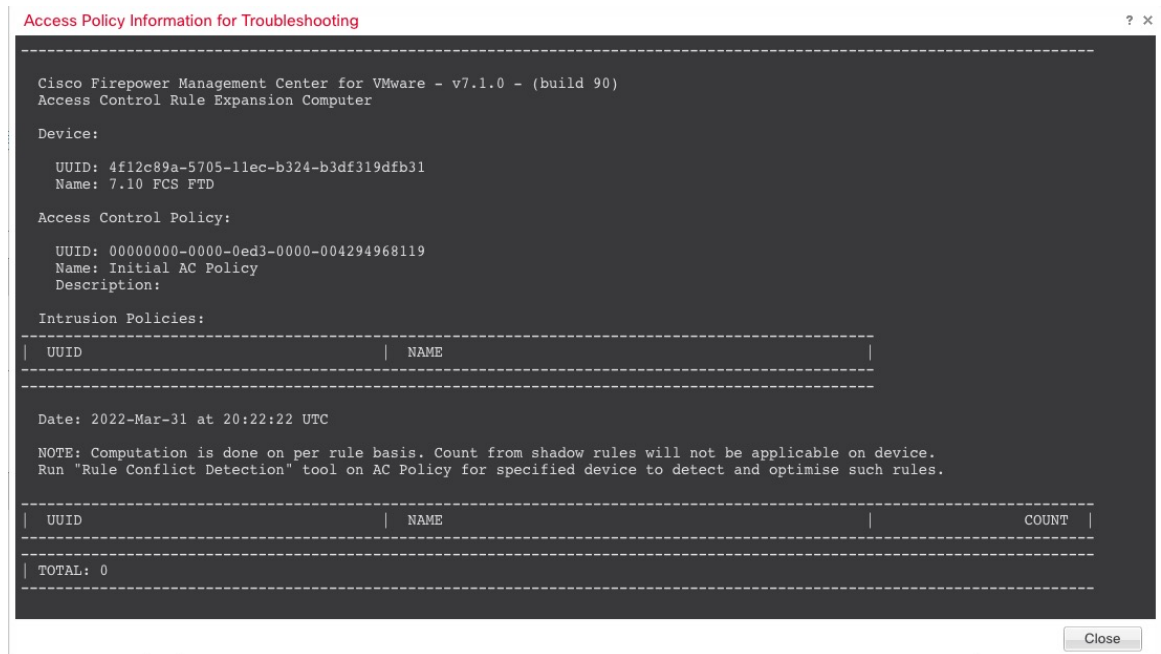 Access Policy Information for Troubleshooting ? ×
Cisco Firepower Management Center for VMware - v7.1.0 - (build 90)
Access Control Rule Expansion Computer
Device:
UUID: 4f12c89a-5705-11ec-b324-b3df319dfb31
Name: 7.10 FCS FTD
Access Control Policy:
UUID: 00000000-0000-0ed3-0000-004294968119
Name: Initial AC Policy
Description:
Intrusion Policies:
| UUID | NAME |
Date: 2022-Mar-31 at 20:22:22 UTC
NOTE: Computation is done on per rule basis. Count from shadow rules will not be applicable on device.
Run "Rule Conflict Detection" tool on AC Policy for specified device to detect and optimise such rules.
| UUID | NAME | COUNT |
| TOTAL: 0
Close